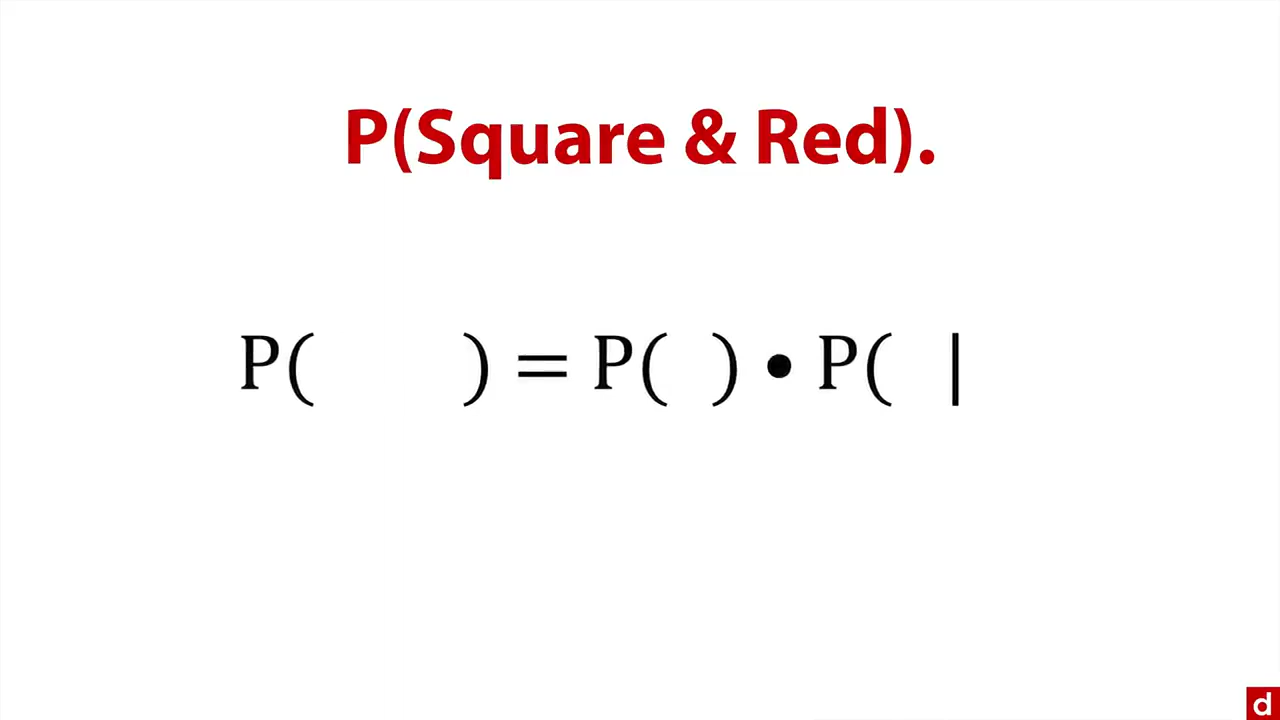 P(Square & Red).
P( ) = P( ) • P( |
d